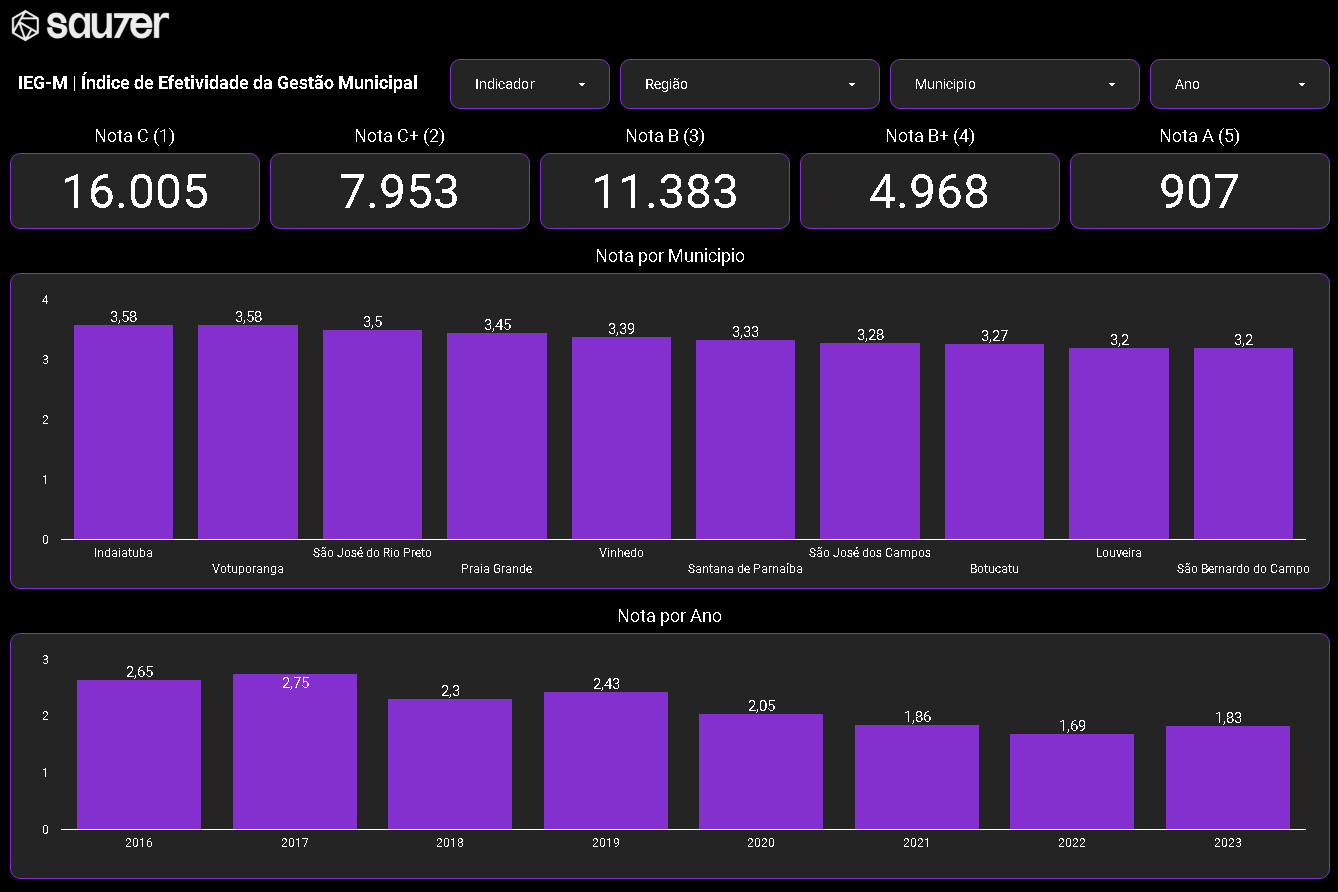 sauzer
IEG-M | Índice de Efetividade da Gestão Municipal
Indicador
Região
Municipio
Ano
Nota C (1)
Nota C+ (2)
Nota B (3)
Nota B+ (4)
Nota A (5)
16.005
7.953
11.383
4.968
907
Nota por Municipio
4
3
2
1
0
3,58
3,58
3,5
3,45
3,39
3,33
3,28
3,27
3,2
3,2
Indaiatuba
Votuporanga
São José do Rio Preto
Praia Grande
Vinhedo
Santana de Parnaíba
São José dos Campos
Botucatu
Louveira
São Bernardo do Campo
Nota por Ano
3
2
1
0
2,65
2,75
2,3
2,43
2,05
1,86
1,69
1,83
2016
2017
2018
2019
2020
2021
2022
2023